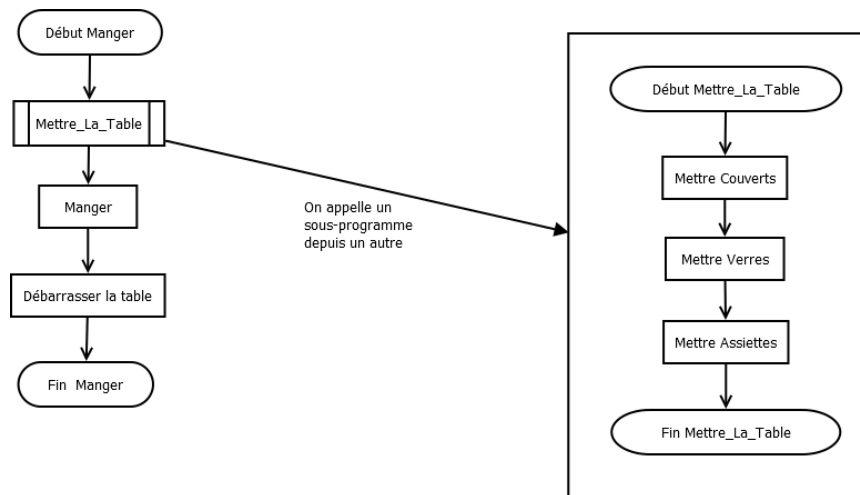 Début Manger
Mettre_La_Table
Manger
Débarrasser la table
Fin Manger
On appelle un
sous-programme
depuis un autre
Début Mettre_La_Table
Mettre Couverts
Mettre Verres
Mettre Assiettes
Fin Mettre_La_Table